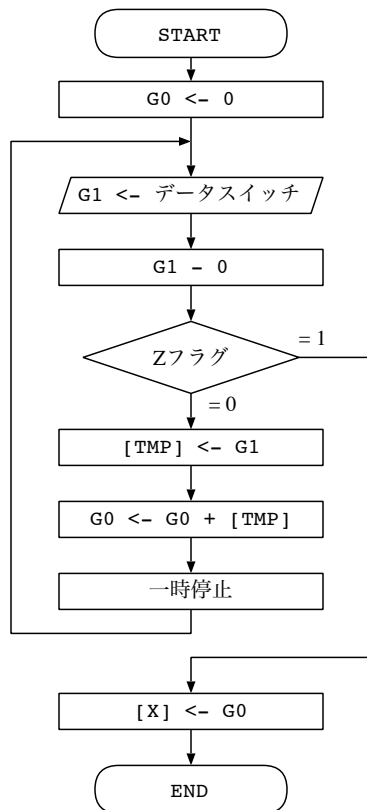 START
G0 <- 0
G1 <- データスイッチ
G1 - 0
Zフラグ
= 1
= 0
[TMP] <- G1
G0 <- G0 + [TMP]
一時停止
[X] <- G0
END